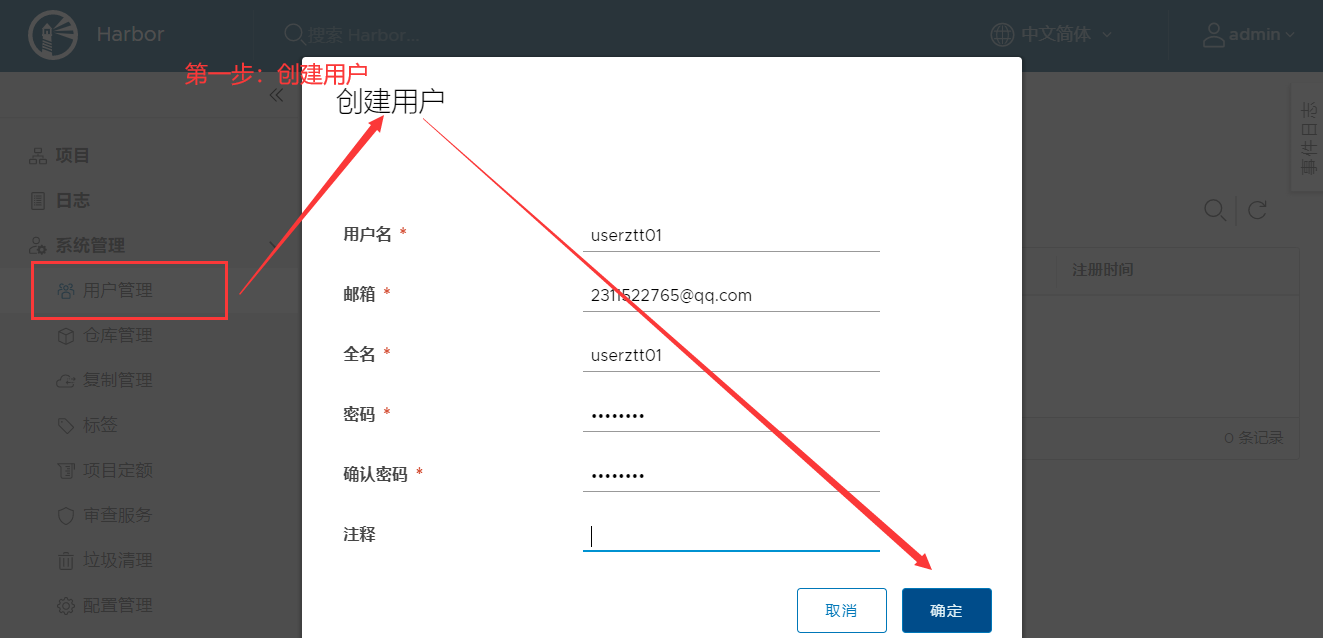 Harbor
搜索 Harbor...
中文简体
admin
第一步：创建用户
创建用户
事件日志
项目
日志
系统管理
用户管理
仓库管理
复制管理
标签
项目定额
审查服务
垃圾清理
配置管理
用户名 *
userztt01
邮箱 *
2311522765@qq.com
全名 *
userztt01
密码 *
••••••••
确认密码 *
••••••••
注释
取消
确定
注册时间
0 条记录